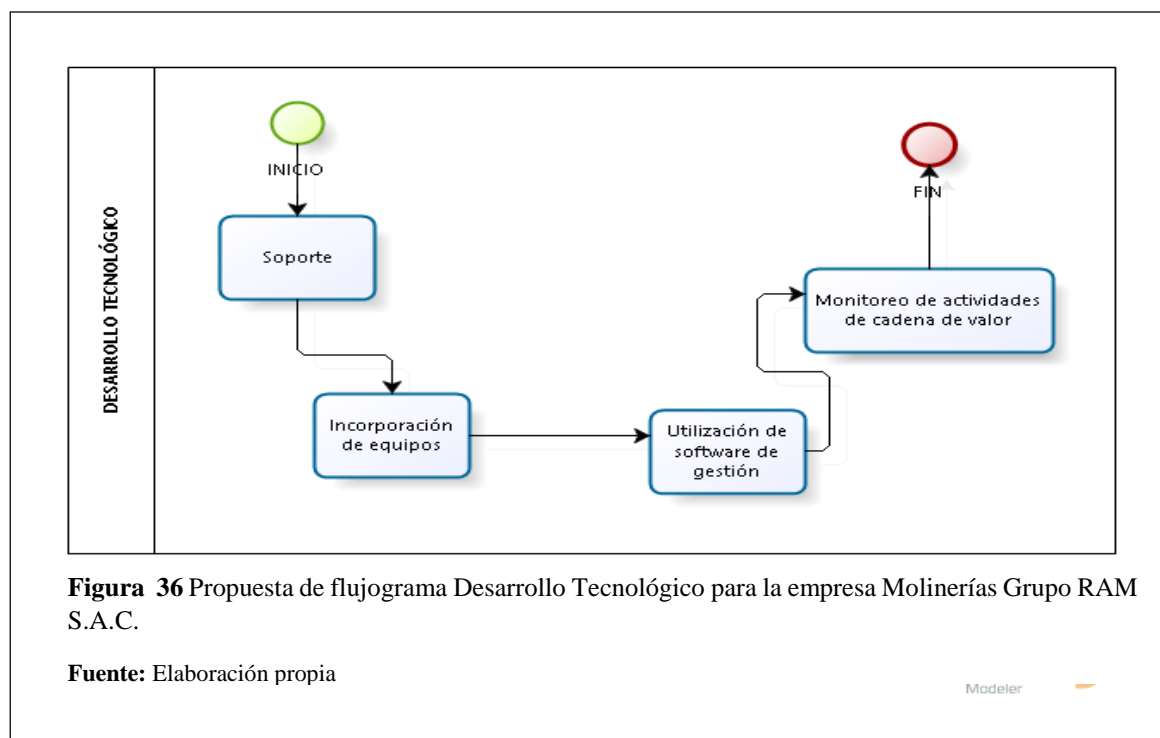 DESARROLLO TECNOLÓGICO
INICIO
Soporte
Incorporación
de equipos
Utilización de
software de
gestión
Monitoreo de actividades
de cadena de valor
FIN
Figura 36 Propuesta de flujograma Desarrollo Tecnológico para la empresa Molinerías Grupo RAM
S.A.C.
Fuente: Elaboración propia
Modeler